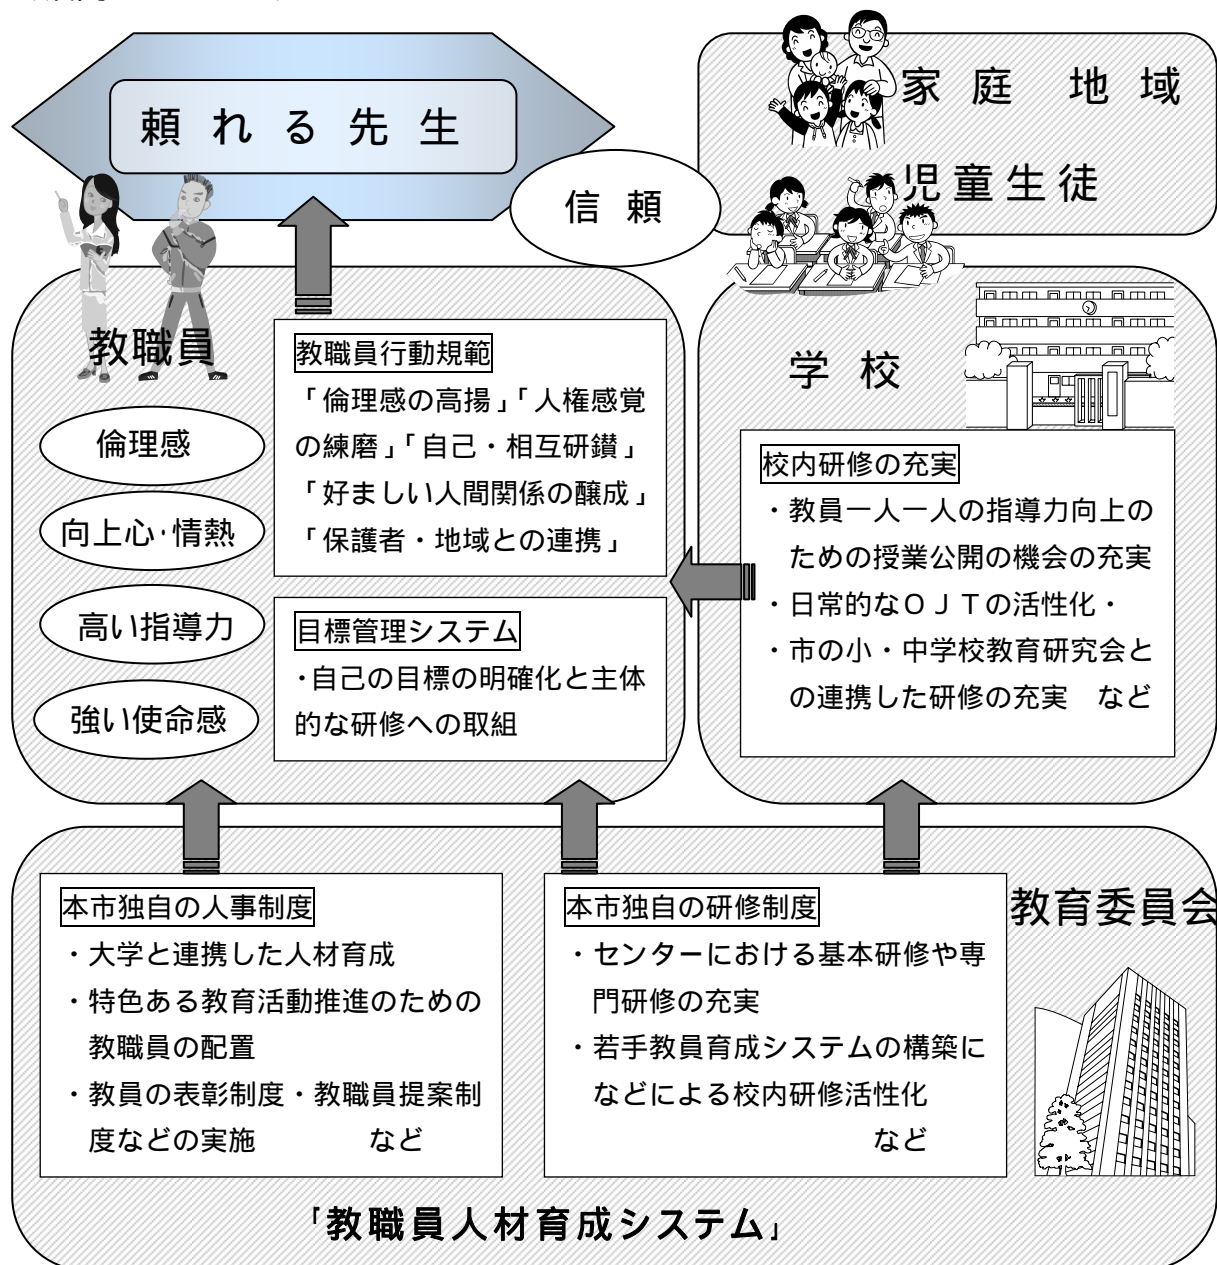 頼れる先生
家庭 地域
児童生徒
信頼
教職員
倫理感
向上心・情熱
高い指導力
強い使命感
教職員行動規範
「倫理感の高揚」「人権感覚
の練磨」「自己・相互研鑚」
「好ましい人間関係の醸成」
「保護者・地域との連携」
目標管理システム
・自己の目標の明確化と主体
的な研修への取組
学校
校内研修の充実
・教員一人一人の指導力向上の
ための授業公開の機会の充実
・日常的なOJTの活性化・
・市の小・中学校教育研究会と
の連携した研修の充実 など
教育委員会
本市独自の人事制度
・大学と連携した人材育成
・特色ある教育活動推進のための
教職員の配置
・教員の表彰制度・教職員提案制
度などの実施 など
本市独自の研修制度
・センターにおける基本研修や専
門研修の充実
・若手教員育成システムの構築に
などによる校内研修活性化
など
「教職員人材育成システム」